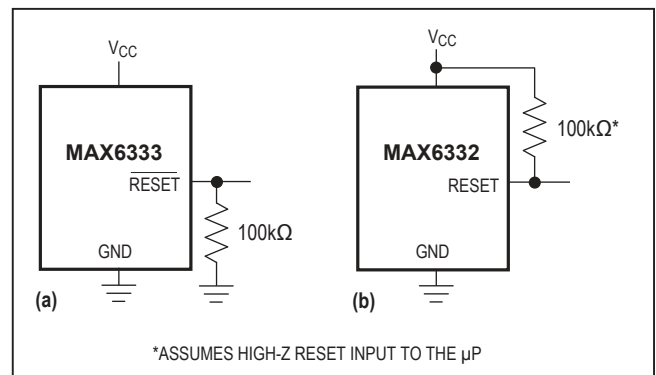 VCC
MAX6333
RESET
100kΩ
GND
(a)
VCC
MAX6332
100kΩ*
RESET
GND
(b)
*ASSUMES HIGH-Z RESET INPUT TO THE µP